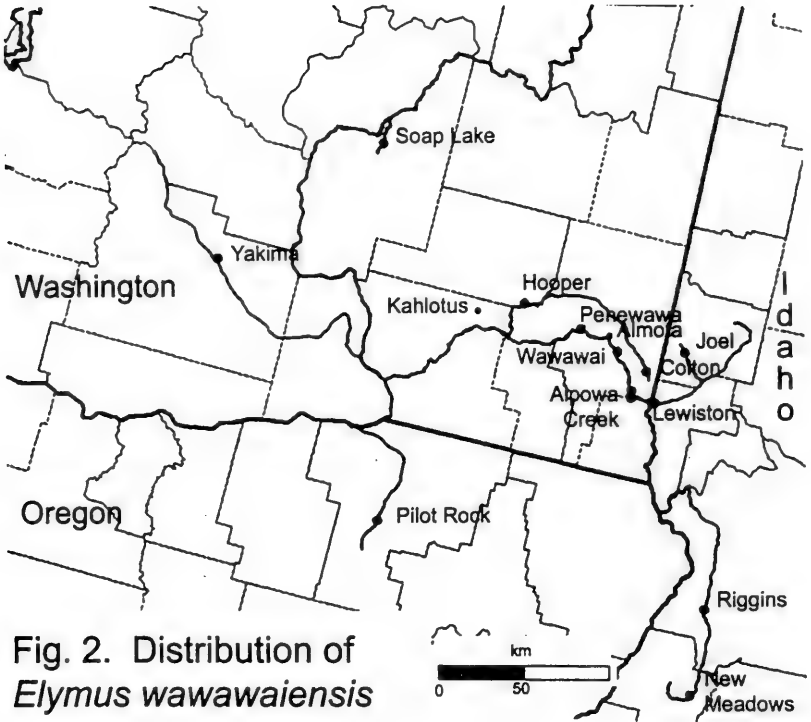 Soap Lake
Yakima
Washington
Hooper
Kahlotus
Penewawa
Almota
Joel
Wawawai
Colton
Alpowa
Creek
Lewiston
Idaho
Oregon
Pilot Rock
Riggins
New
Meadows
km
0 50
Fig. 2. Distribution of
Elymus wawawaiensis